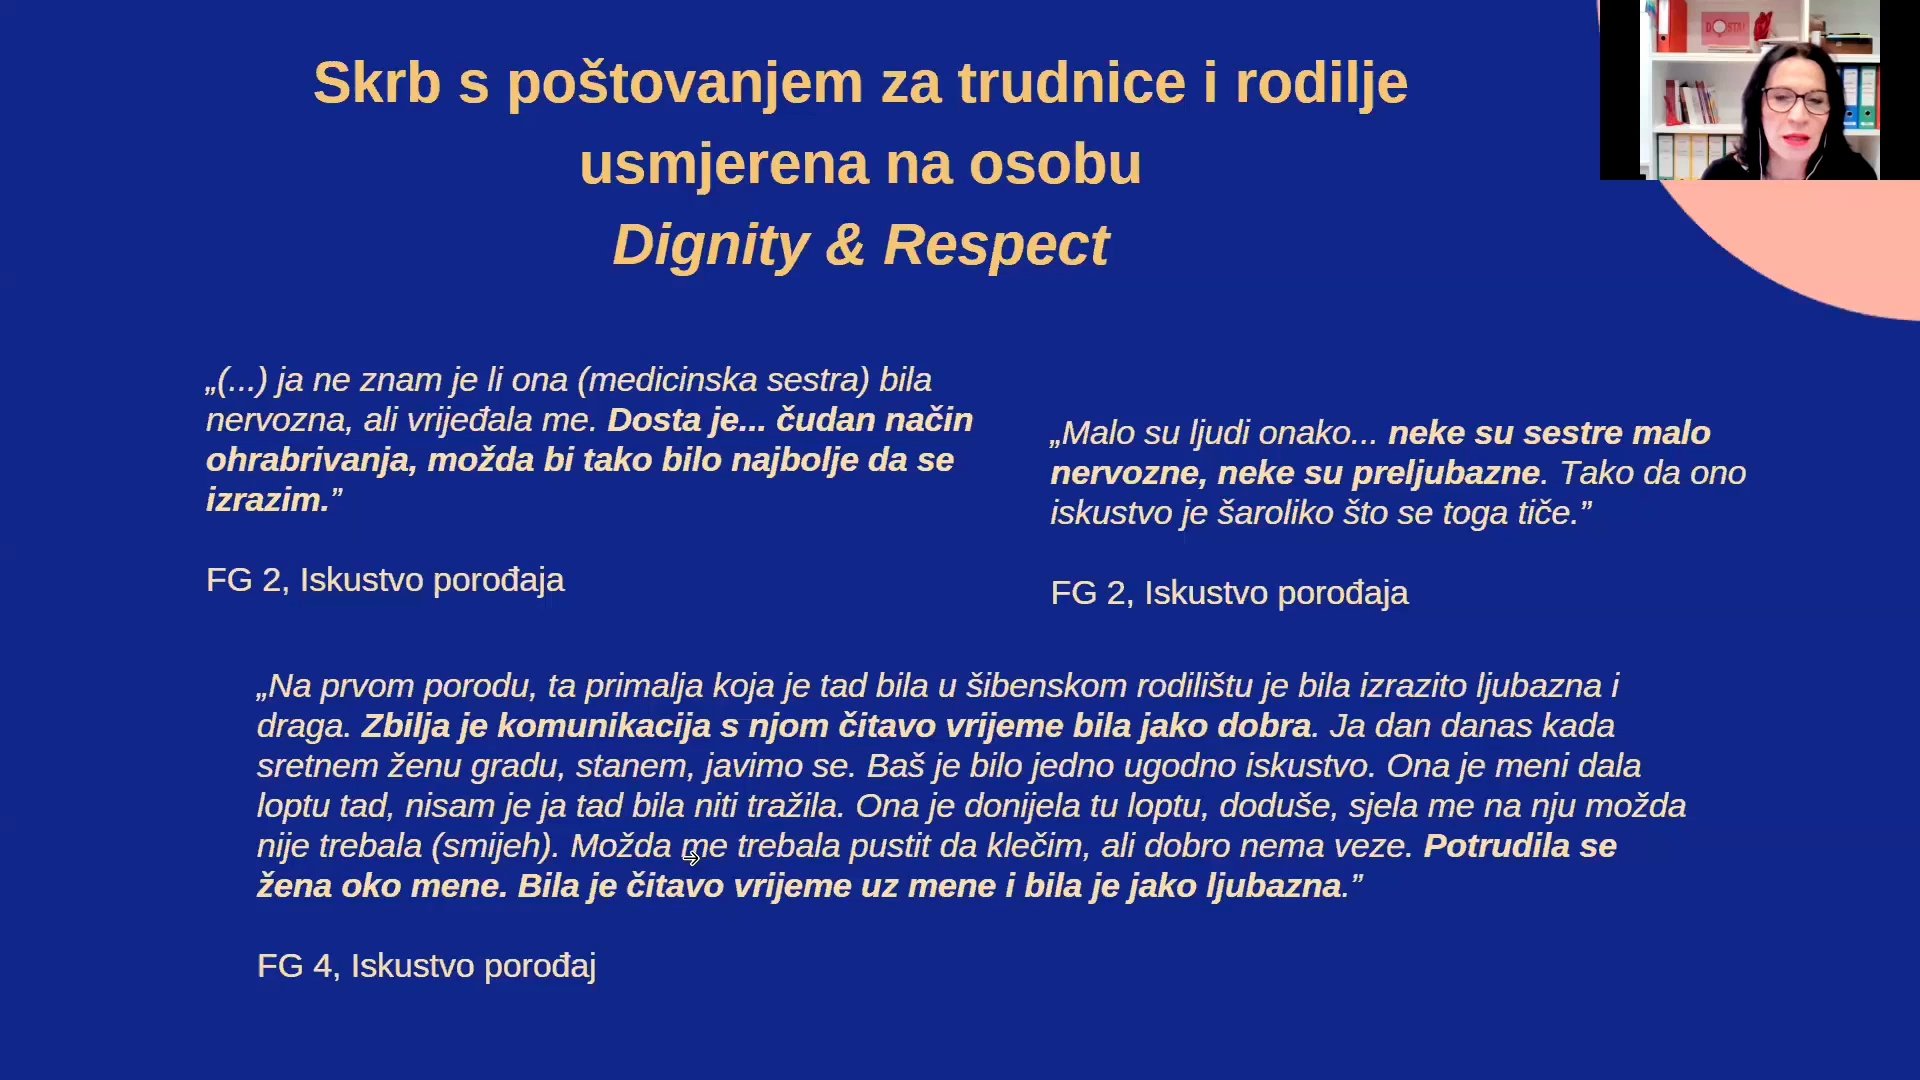 Skrb s poštovanjem za trudnice i rodilje
usmjerena na osobu
Dignity & Respect
„(...) ja ne znam je li ona (medicinska sestra) bila
nervozna, ali vrijeđala me. Dosta je... čudan način
ohrabrivanja, možda bi tako bilo najbolje da se
izrazim.”
FG 2, Iskustvo porođaja
„Malo su ljudi onako... neke su sestre malo
nervozne, neke su preljubazne. Tako da ono
iskustvo je šaroliko što se toga tiče.”
FG 2, Iskustvo porođaja
„Na prvom porodu, ta primalja koja je tad bila u šibenskom rodilištu je bila izrazito ljubazna i
draga. Zbilja je komunikacija s njom čitavo vrijeme bila jako dobra. Ja dan danas kada
sretnem ženu gradu, stanem, javimo se. Baš je bilo jedno ugodno iskustvo. Ona je meni dala
loptu tad, nisam je ja tad bila niti tražila. Ona je donijela tu loptu, doduše, sjela me na nju možda
nije trebala (smijeh). Možda me trebala pustit da klečim, ali dobro nema veze. Potrudila se
žena oko mene. Bila je čitavo vrijeme uz mene i bila je jako ljubazna.”
FG 4, Iskustvo porođaj